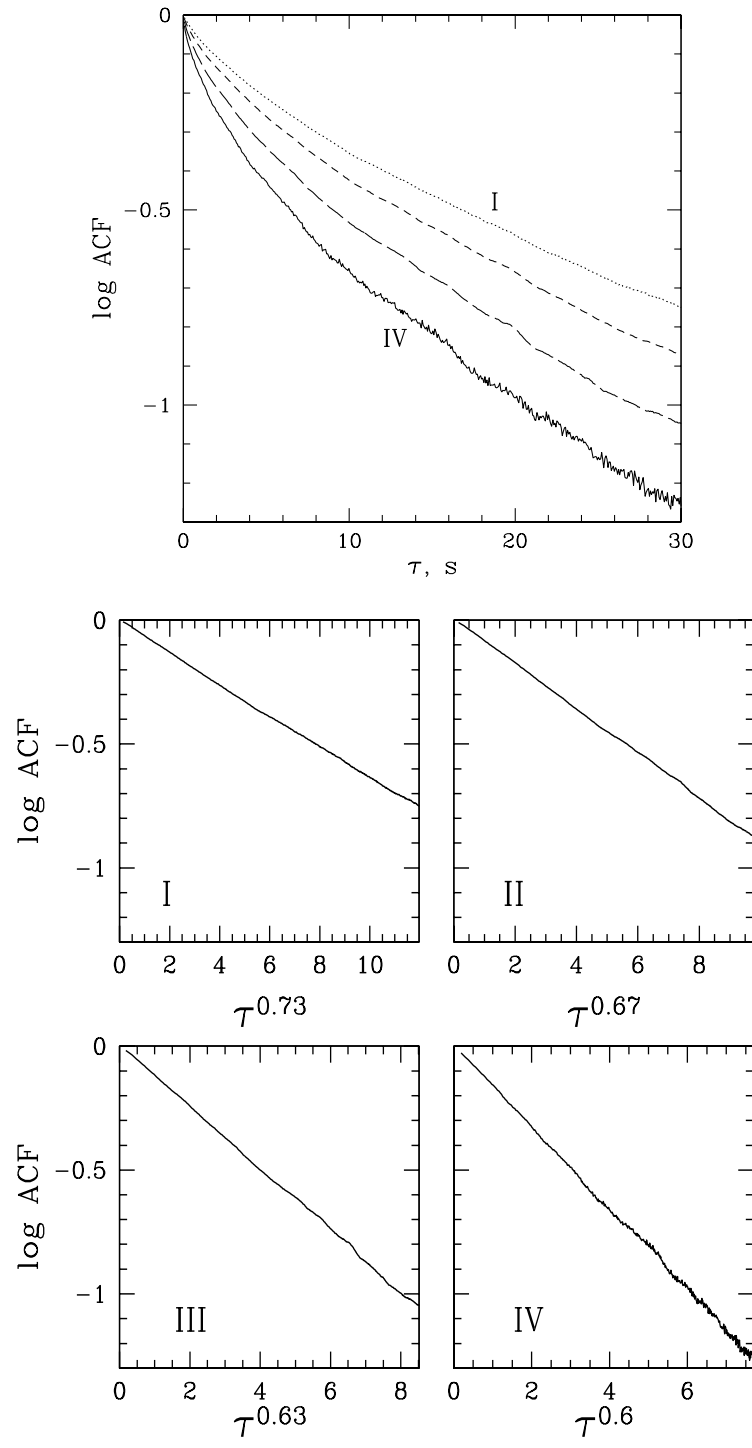 0
−0.5
−1
log ACF
I
IV
0 10 20 30
τ, s
0
−0.5
−1
log ACF
I
0 2 4 6 8 10
τ^0.73
II
0 2 4 6 8
τ^0.67
0
−0.5
−1
log ACF
III
0 2 4 6 8
τ^0.63
IV
0 2 4 6
τ^0.6